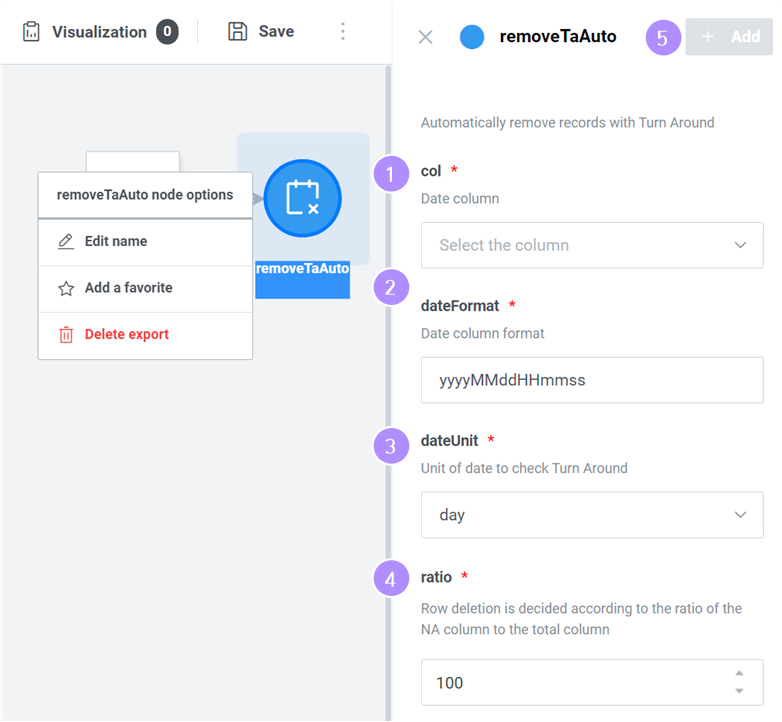 Visualization 0
Save
removeTaAuto
5
+ Add
Automatically remove records with Turn Around
1
col *
Date column
Select the column
removeTaAuto node options
Edit name
Add a favorite
Delete export
removeTaAuto
2
dateFormat *
Date column format
yyyyMMddHHmmss
3
dateUnit *
Unit of date to check Turn Around
day
4
ratio *
Row deletion is decided according to the ratio of the
NA column to the total column
100